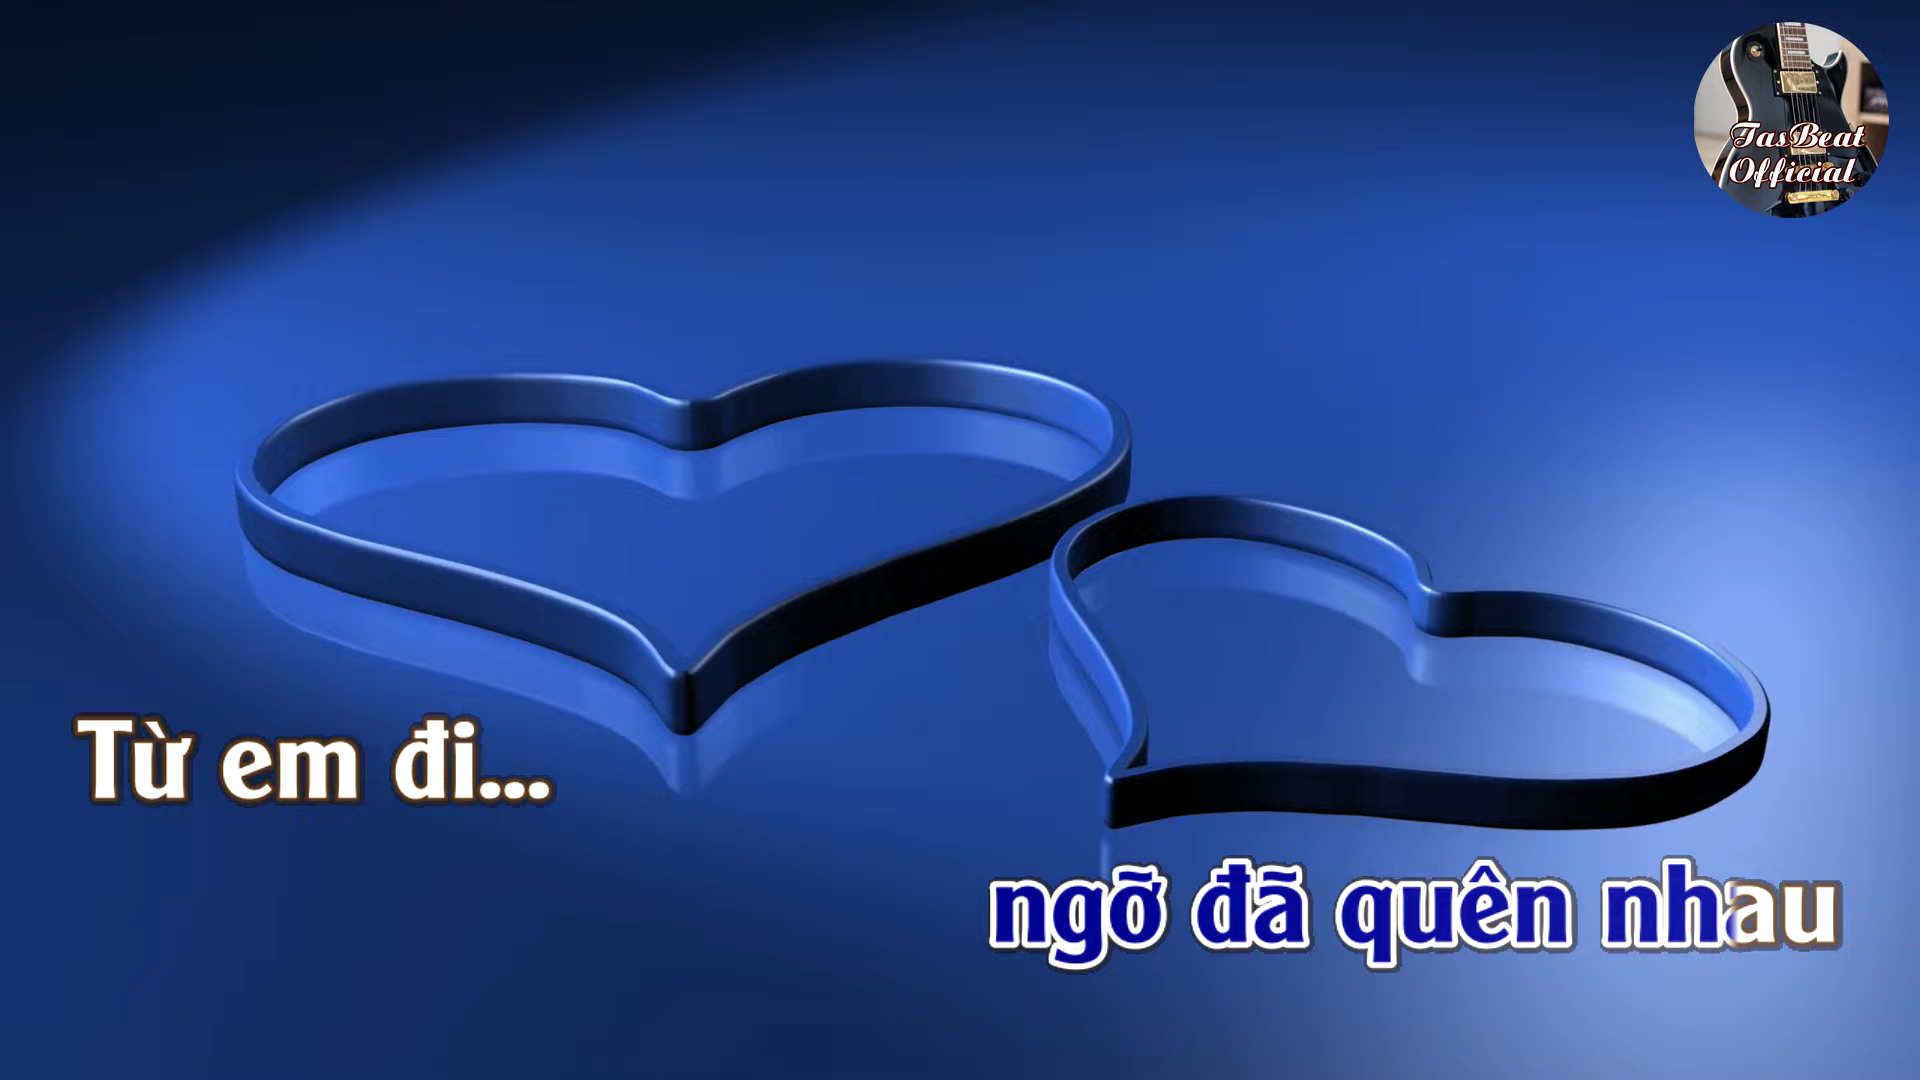 TasBeat
Official
Từ em đi...
ngỡ đã quên nhau